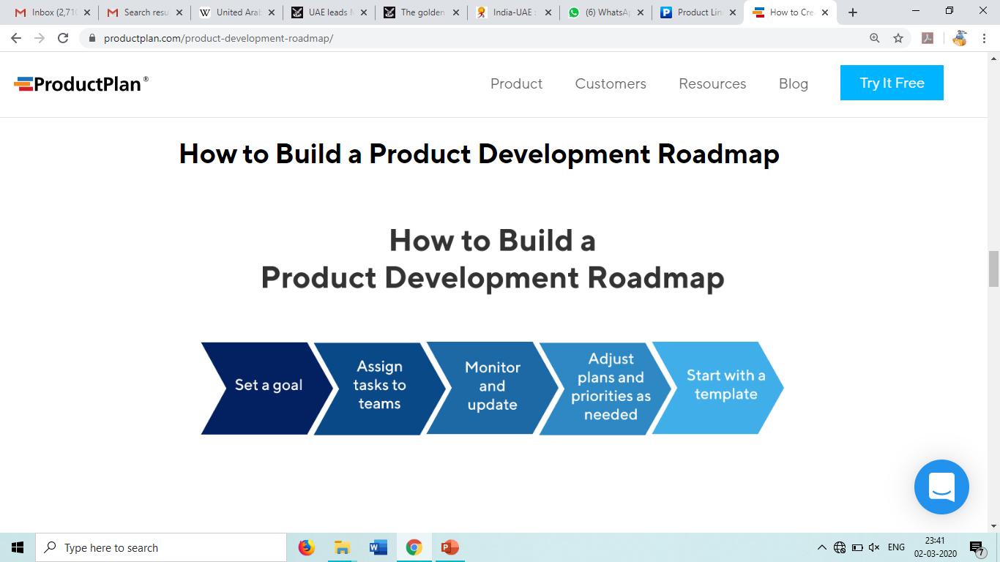 Inbox (2,71
Search resu
United Arab
UAE leads
The golden
India-UAE
(6) WhatsAp
Product Lin
How to Cre
productplan.com/product-development-roadmap/
ProductPlan®
Product
Customers
Resources
Blog
Try It Free
How to Build a Product Development Roadmap
How to Build a
Product Development Roadmap
Set a goal
Assign
tasks to
teams
Monitor
and
update
Adjust
plans and
priorities as
needed
Start with a
template
Type here to search
ENG
23:41
02-03-2020
7